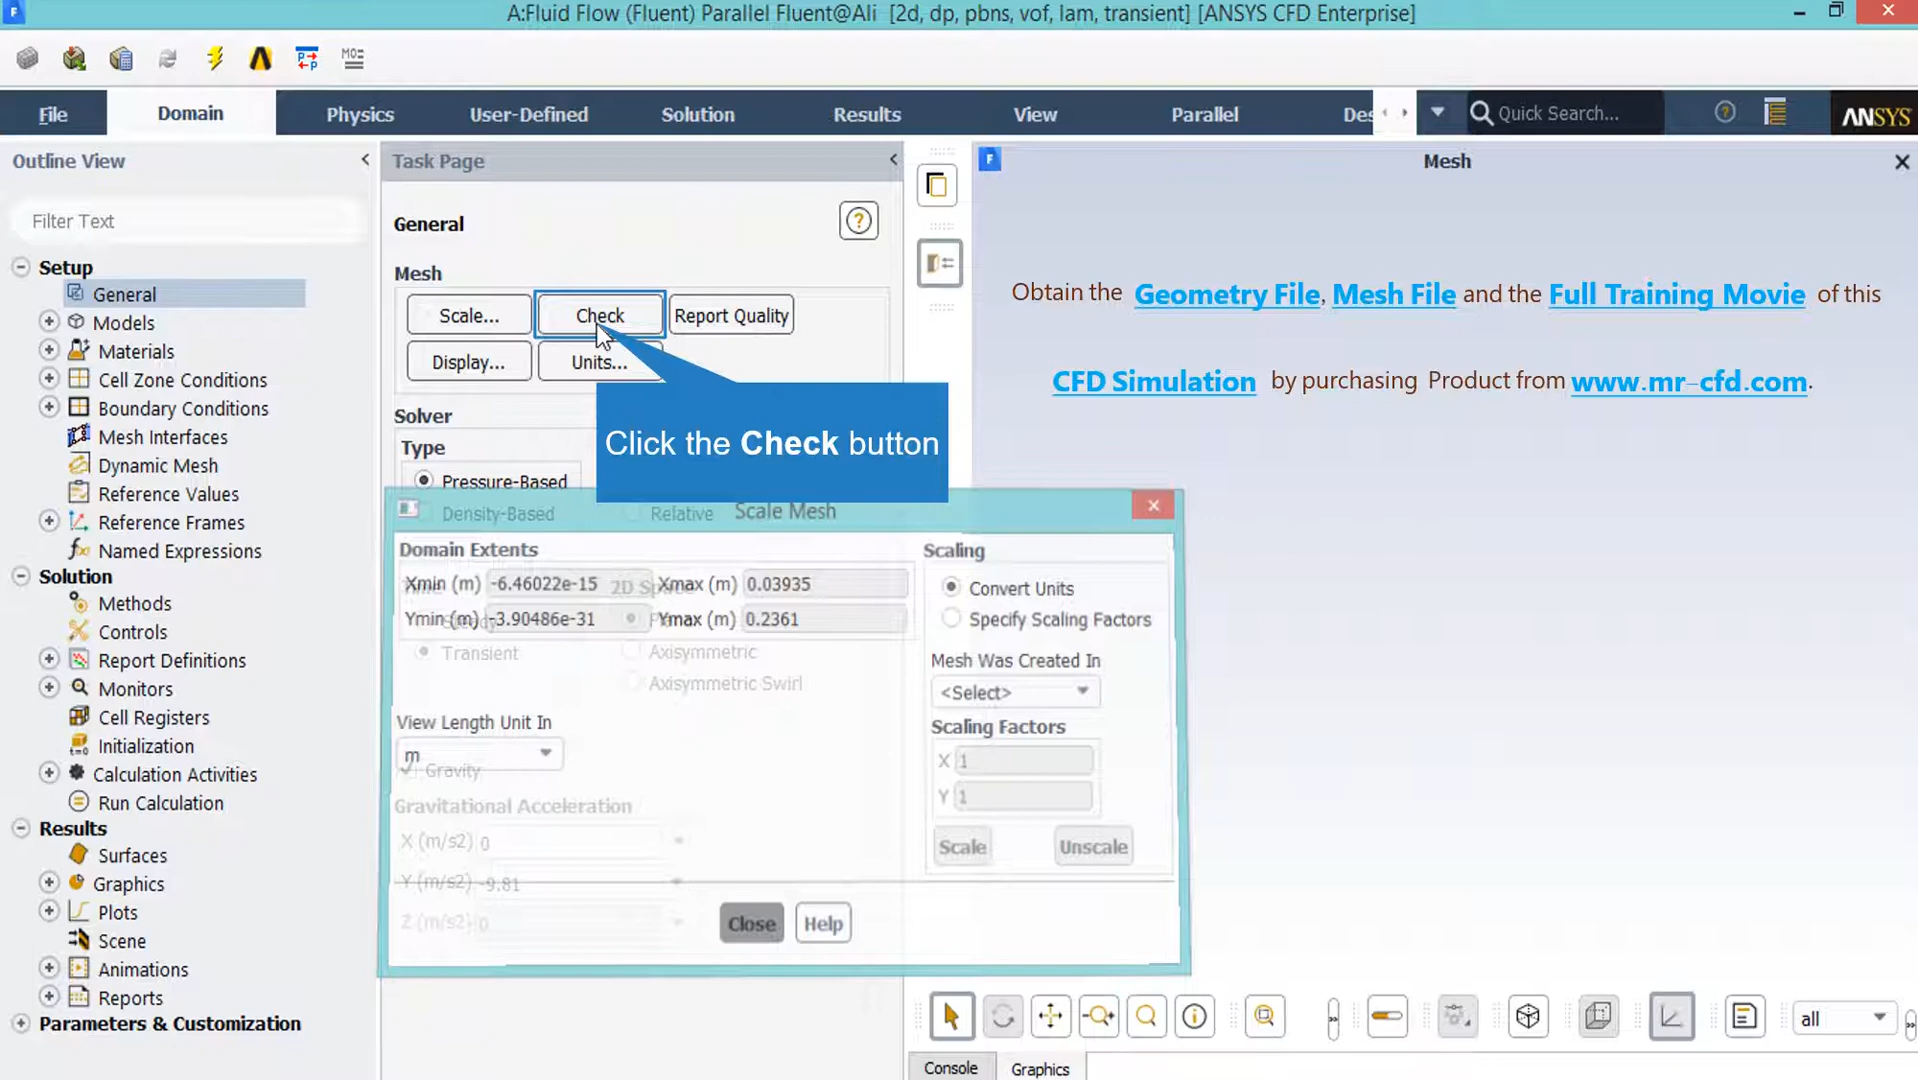 A:Fluid Flow (Fluent) Parallel Fluent@Ali [2d, dp, pbns, vof, lam, transient] [ANSYS CFD Enterprise]
File Domain Physics User-Defined Solution Results View Parallel Des Quick Search... ANSYS
Outline View
Filter Text
Setup
General
Models
Materials
Cell Zone Conditions
Boundary Conditions
Mesh Interfaces
Dynamic Mesh
Reference Values
Reference Frames
Named Expressions
Solution
Methods
Controls
Report Definitions
Monitors
Cell Registers
Initialization
Calculation Activities
Run Calculation
Results
Surfaces
Graphics
Plots
Scene
Animations
Reports
Parameters & Customization
Task Page
General
Mesh
Scale... Check Report Quality
Display... Units...
Solver
Type
Pressure-Based
Density-Based Relative
Click the Check button
Scale Mesh
Domain Extents
Xmin (m) -6.46022e-15 Xmax (m) 0.03935
Ymin (m) -3.90486e-31 Ymax (m) 0.2361
Transient Axisymmetric
Axisymmetric Swirl
View Length Unit In
m
Gravity
Gravitational Acceleration
X (m/s2) 0
Y (m/s2) -9.81
Z (m/s2) 0
Scaling
Convert Units
Specify Scaling Factors
Mesh Was Created In
<Select>
Scaling Factors
X 1
Y 1
Scale Unscale
Close Help
Mesh
Obtain the Geometry File, Mesh File and the Full Training Movie of this
CFD Simulation by purchasing Product from www.mr-cfd.com.
all
Console Graphics